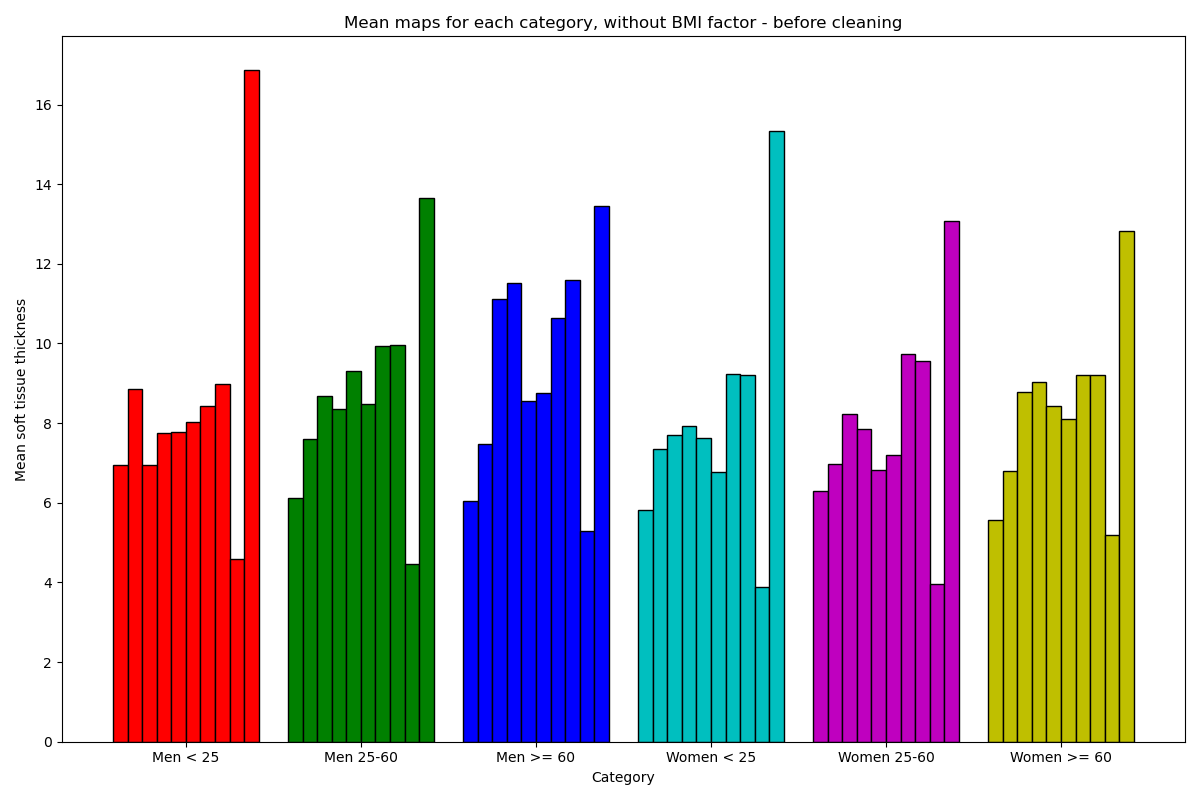 Mean maps for each category, without BMI factor - before cleaning
Mean soft tissue thickness
16
14
12
10
8
6
4
2
0
Men < 25
Men 25-60
Men >= 60
Women < 25
Women 25-60
Women >= 60
Category